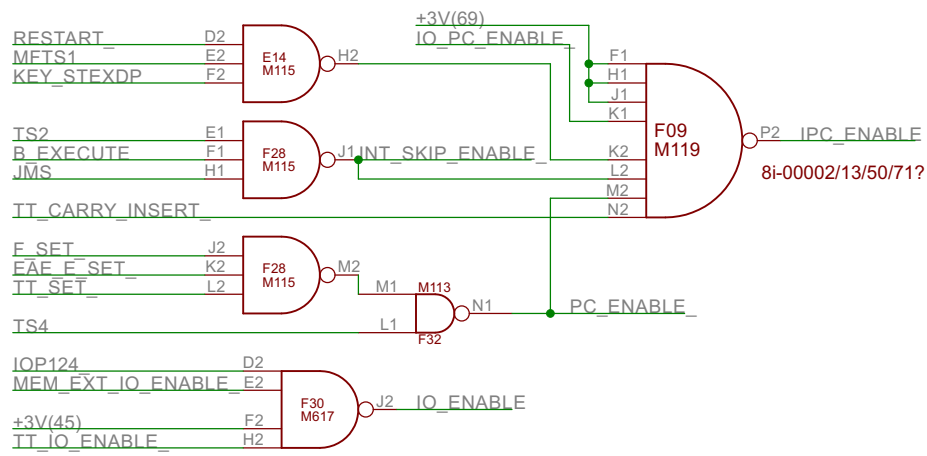 +3V(69)
IO_PC_ENABLE_
RESTART_ D2
MFTS1 E2
KEY_STEXDP F2
E14
M115
H2
F1
H1
J1
K1
K2
L2
M2
N2
F09
M119
P2 IPC_ENABLE
8i-00002/13/50/71?
TS2 E1
B_EXECUTE F1
JMS H1
F28
M115
J1 INT_SKIP_ENABLE_
TT_CARRY_INSERT_
F_SET_ J2
EAE_E_SET_ K2
TT_SET_ L2
F28
M115
M2
M1
M113
N1 PC_ENABLE_
TS4 L1
F32
IOP124_ D2
MEM_EXT_IO_ENABLE_ E2
+3V(45) F2
TT_IO_ENABLE_ H2
F30
M617
J2 IO_ENABLE